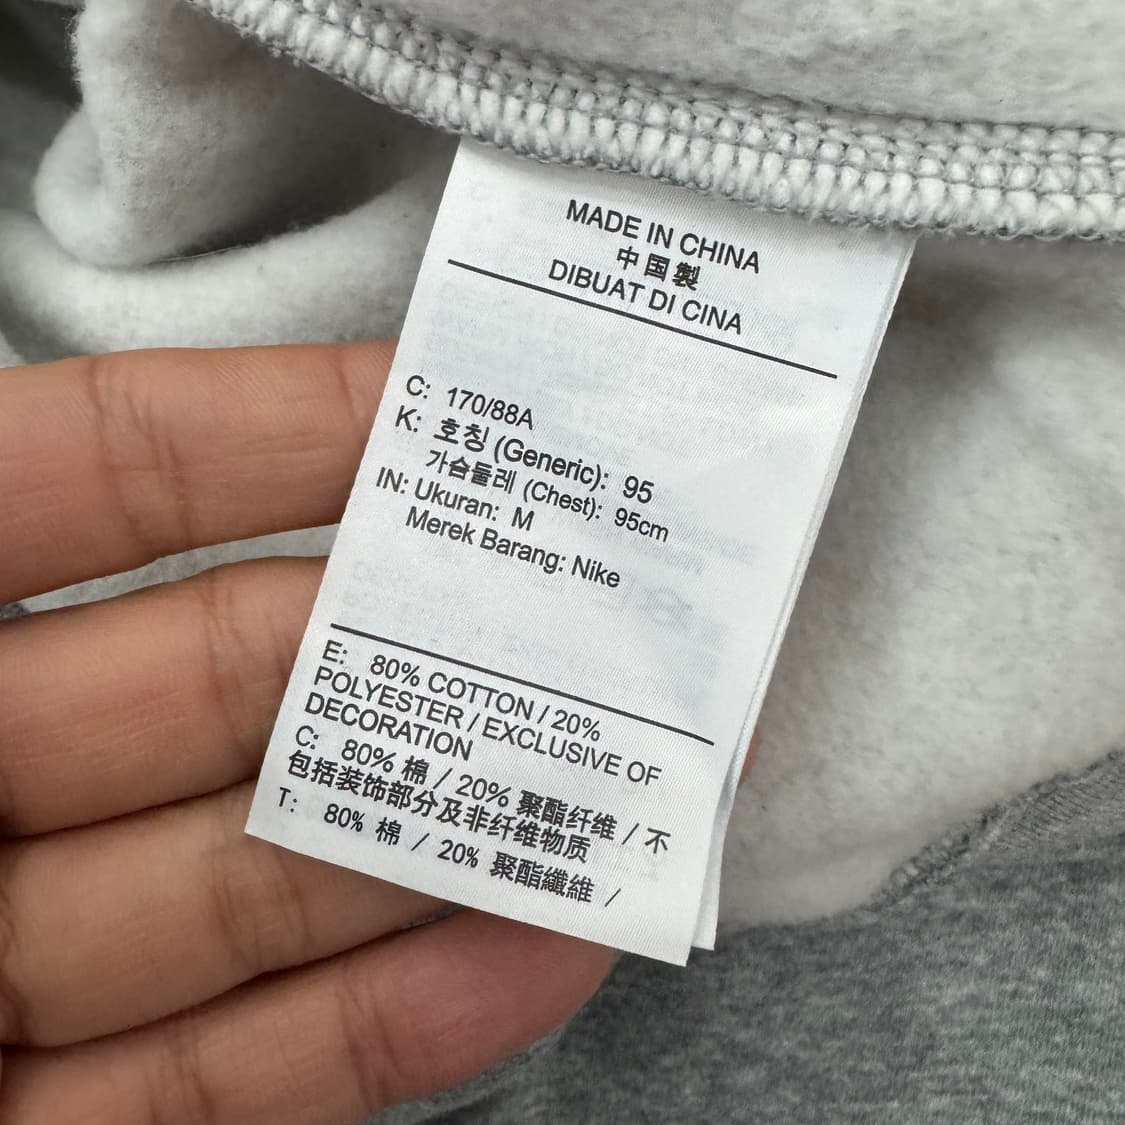 MADE IN CHINA
中国製
DIBUAT DI CINA
C: 170/88A
K: 호칭 (Generic): 95
가슴둘레 (Chest): 95cm
IN: Ukuran: M
Merek Barang: Nike
E: 80% COTTON / 20%
POLYESTER / EXCLUSIVE OF
DECORATION
C: 80% 棉 / 20% 聚酯纤维 / 不
包括装饰部分及非纤维物质
T: 80% 棉 / 20% 聚酯纖維 /